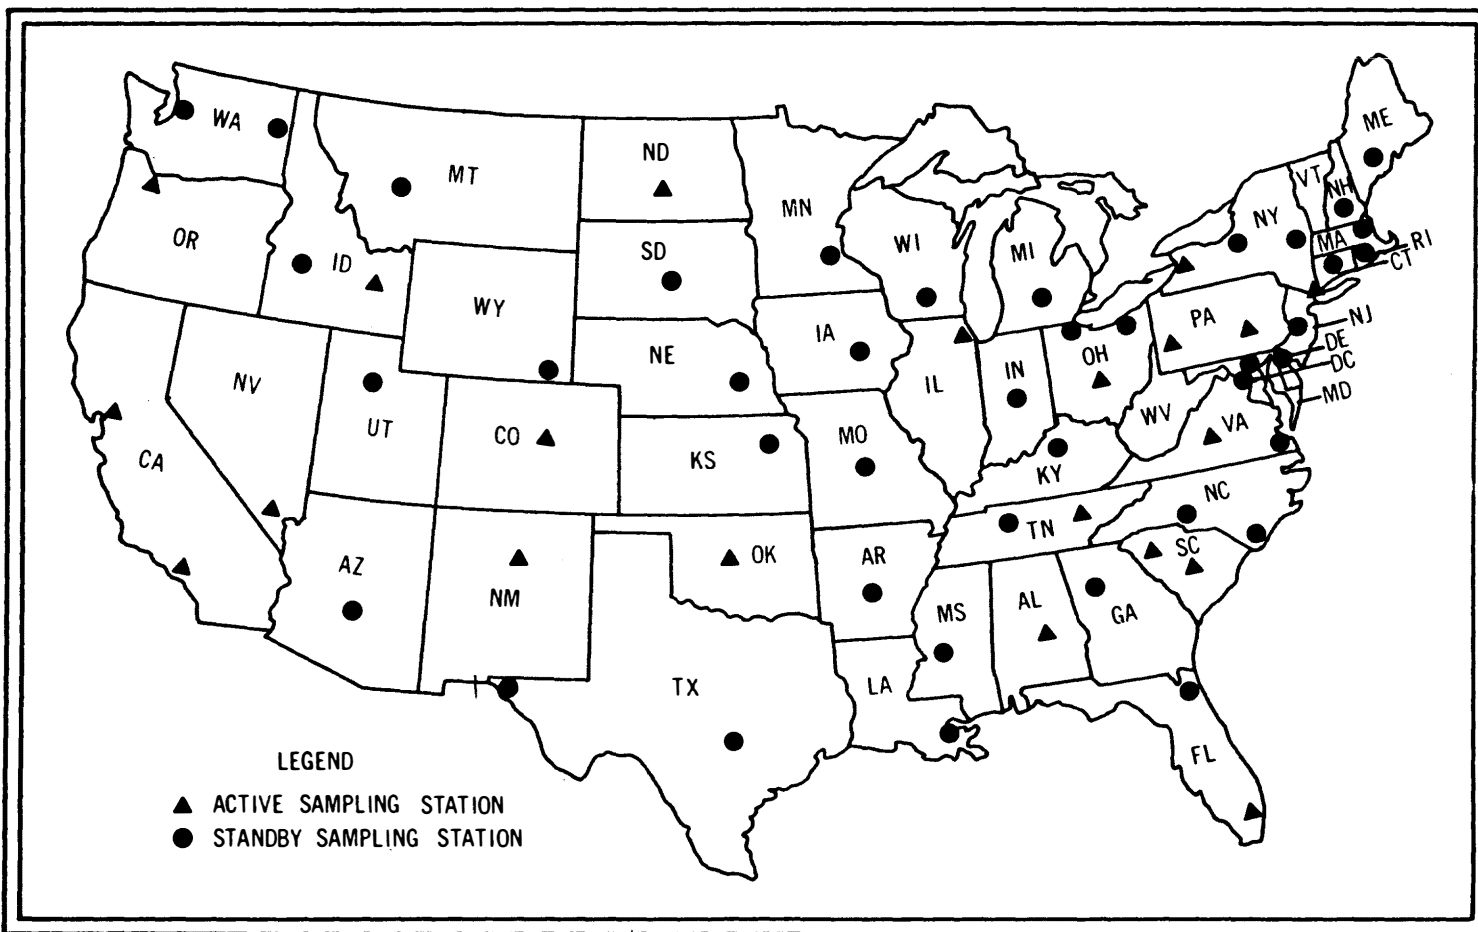 WA
MT
ND
MN
ME
VT
NH
OR
ID
SD
WI
MI
NY
MA
RI
CT
WY
NE
IA
PA
NJ
NV
UT
CO
IL
IN
OH
DE
DC
MD
CA
KS
MO
KY
WV
VA
AZ
NM
OK
AR
TN
NC
SC
TX
LA
MS
AL
GA
FL
LEGEND
ACTIVE SAMPLING STATION
STANDBY SAMPLING STATION